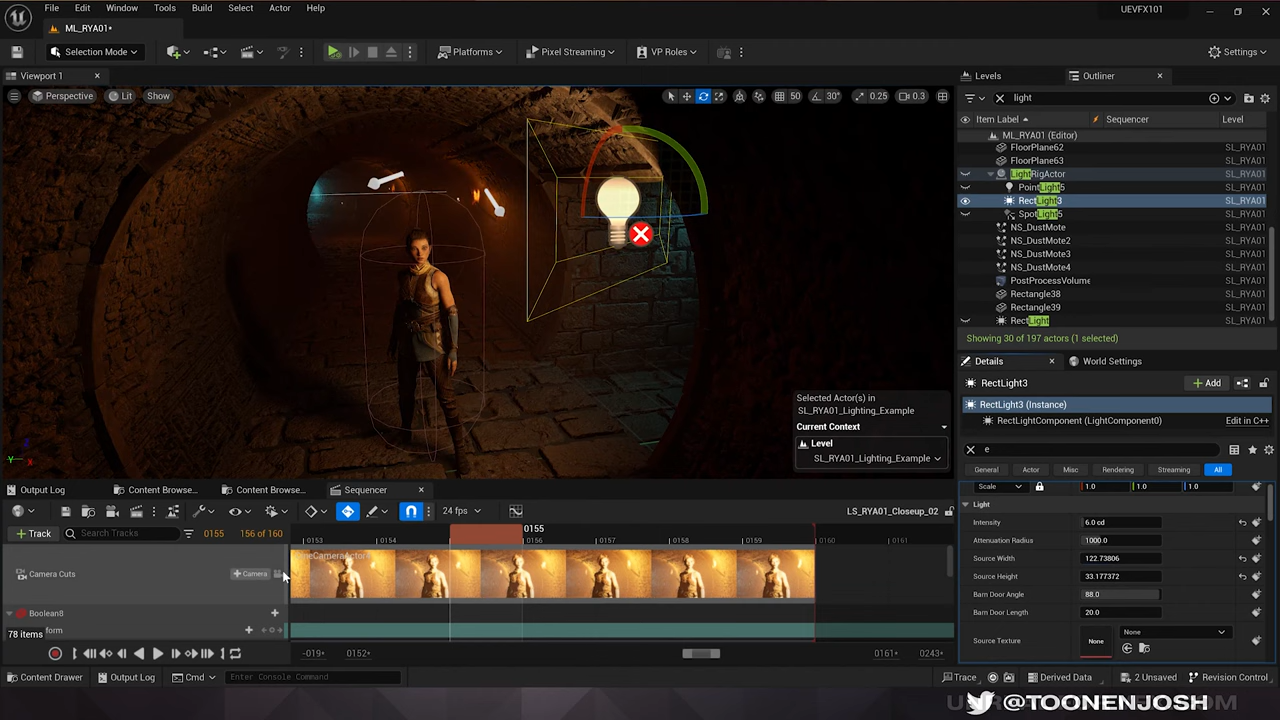 File Edit Window Tools Build Select Actor Help
UEVFX101
ML_RYA01*
Selection Mode
Platforms
Pixel Streaming
VP Roles
Settings
Viewport 1
Levels
Outliner
Perspective
Lit
Show
50
30°
0.25
0.3
light
Item Label
Sequencer
Level
ML_RYA01 (Editor)
FloorPlane62 SL_RYA01
FloorPlane63 SL_RYA01
LightRigActor SL_RYA01
PointLight5 SL_RYA01
RectLight3 SL_RYA01
SpotLight5 SL_RYA01
NS_DustMote SL_RYA01
NS_DustMote2 SL_RYA01
NS_DustMote3 SL_RYA01
NS_DustMote4 SL_RYA01
PostProcessVolume SL_RYA01
Rectangle38 SL_RYA01
Rectangle39 SL_RYA01
RectLight SL_RYA01
Showing 30 of 197 actors (1 selected)
Details
World Settings
RectLight3
Add
RectLight3 (Instance)
RectLightComponent (LightComponent0) Edit in C++
e
General Actor Misc Rendering Streaming All
Scale 1.0 1.0 1.0
Light
Intensity 6.0 cd
Attenuation Radius 1000.0
Source Width 122.73806
Source Height 33.177372
Barn Door Angle 88.0
Barn Door Length 20.0
Source Texture None None
Selected Actor(s) in
SL_RYA01_Lighting_Example
Current Context
Level
SL_RYA01_Lighting_Example
Y
X
Output Log
Content Browse...
Content Browse...
Sequencer
24 fps
LS_RYA01_Closeup_02
Track
Search Tracks
0155
156 of 160
0155
0153 0154 0156 0157 0158 0159 0160 0161
Camera Cuts
Camera
Boolean8
78 items
form
-019+ 0152+ 0161+ 0243+
Content Drawer
Output Log
Cmd
Enter Console Command
Trace
Derived Data
2 Unsaved
Revision Control
@TOONENJOSH